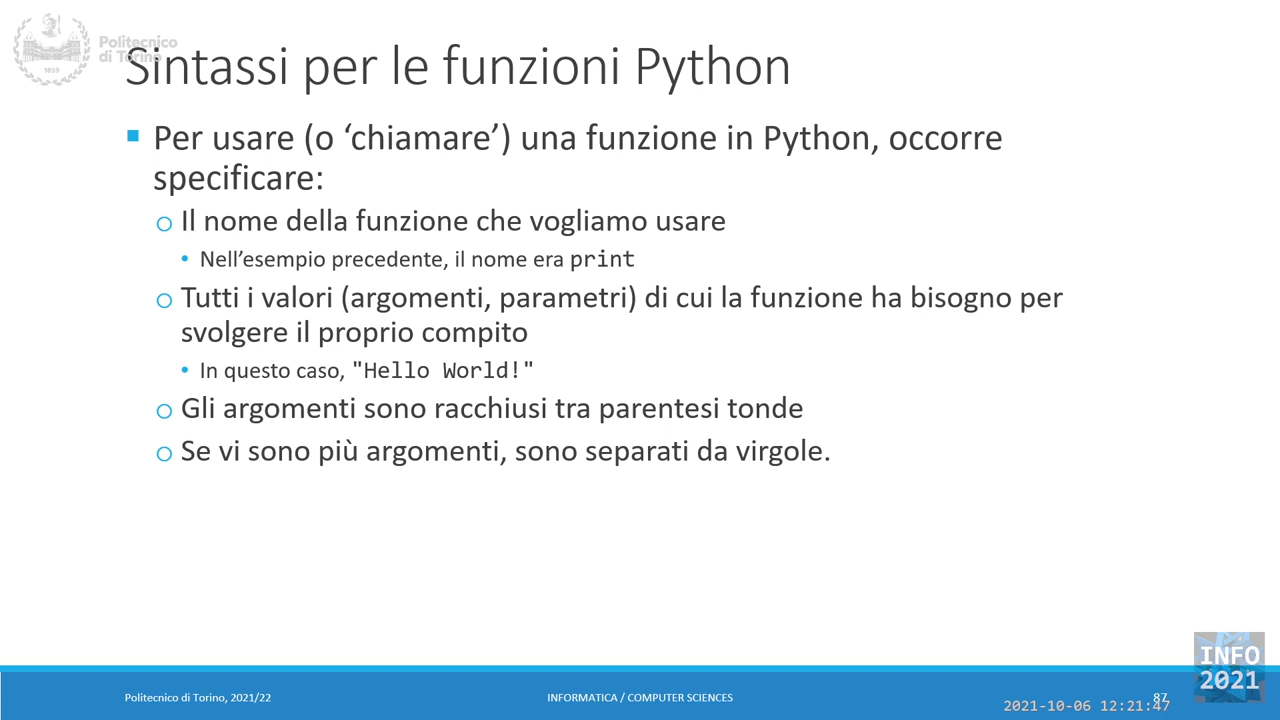 Politecnico
di Torino
1859
Sintassi per le funzioni Python
Per usare (o ‘chiamare’) una funzione in Python, occorre
specificare:
Il nome della funzione che vogliamo usare
Nell’esempio precedente, il nome era print
Tutti i valori (argomenti, parametri) di cui la funzione ha bisogno per
svolgere il proprio compito
In questo caso, "Hello World!"
Gli argomenti sono racchiusi tra parentesi tonde
Se vi sono più argomenti, sono separati da virgole.
INFO
2021
Politecnico di Torino, 2021/22
INFORMATICA / COMPUTER SCIENCES
87
2021-10-06 12:21:47